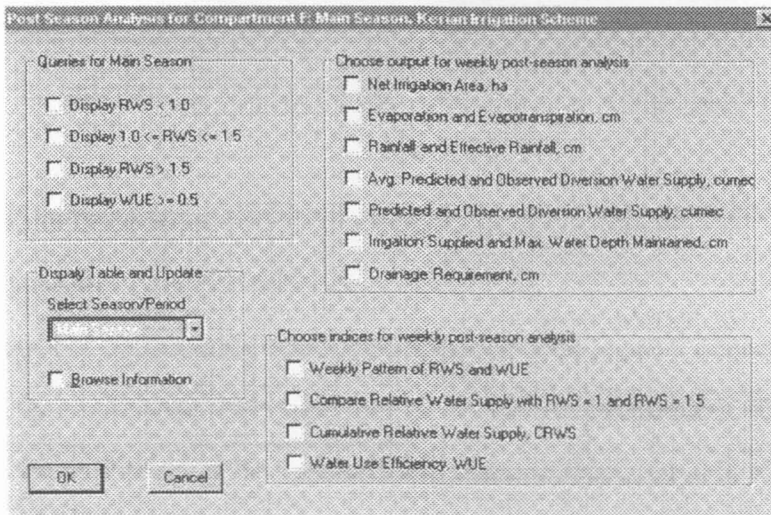 Post Season Analysis for Compartment F: Main Season, Kerian Irrigation Scheme
Queries for Main Season
Display RWS < 1.0
Display 1.0 <= RWS <= 1.5
Display RWS > 1.5
Display WUE >= 0.5
Dispaly Table and Update
Select Season/Period
Main Season
Browse Information
OK
Cancel
Choose output for weekly post-season analysis
Net Irrigation Area, ha
Evaporation and Evapotranspiration, cm
Rainfall and Effective Rainfall, cm
Avg. Predicted and Observed Diversion Water Supply, cumec
Predicted and Observed Diversion Water Supply, cumec
Irrigation Supplied and Max. Water Depth Maintained, cm
Drainage Requirement, cm
Choose indices for weekly post-season analysis
Weekly Pattern of RWS and WUE
Compare Relative Water Supply with RWS = 1 and RWS = 1.5
Cumulative Relative Water Supply, CRWS
Water Use Efficiency, WUE